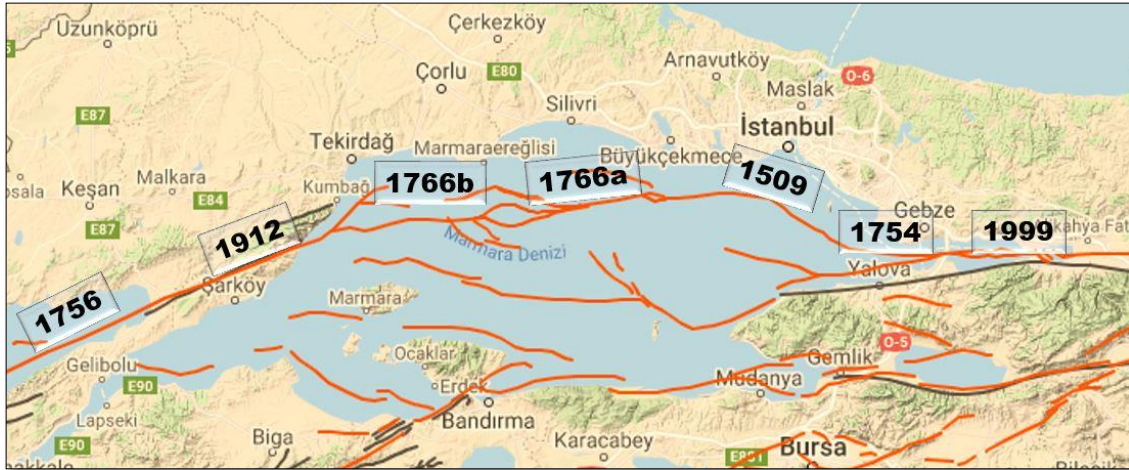 Uzunköprü
Çerkezköy
Arnavutköy
O-6
E80
Çorlu
Maslak
Silivri
E87
İstanbul
Tekirdağ
Marmaraereğlisi
Büyükçekmece
Malkara
Keşan
E84
Kumbağ
1766b
1766a
1509
E87
1912
Gebze
1754
1999
Marmara Denizi
Yalova
Şarköy
1756
Marmara
O-5
Gelibolu
Ocaklar
Gemlik
E90
Erdek
Mudanya
Lapseki
Bandırma
E90
Biga
Karacabey
Bursa